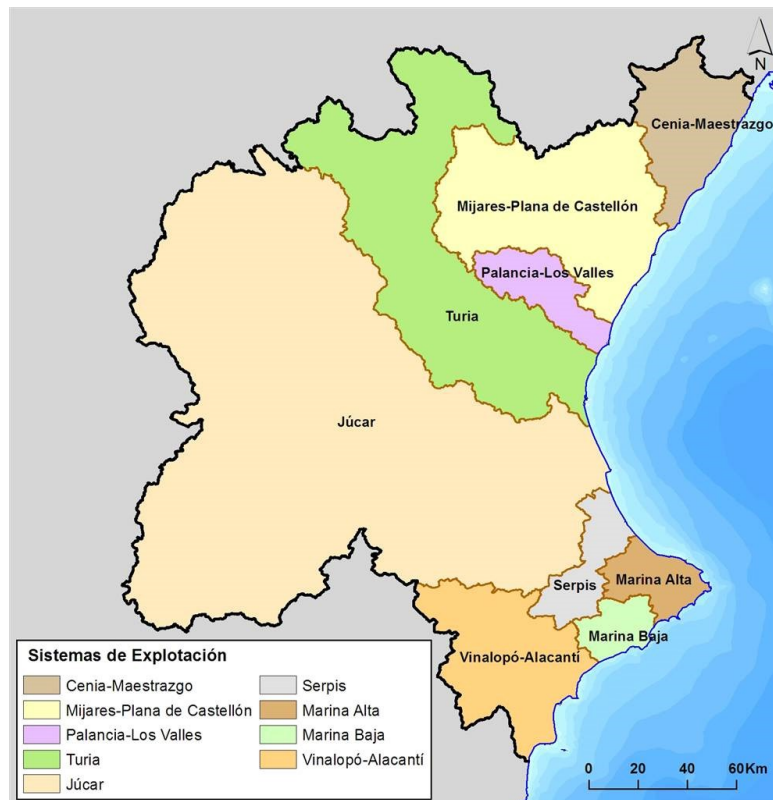 N
Cenia-Maestrazgo
Mijares-Plana de Castellón
Palancia-Los Valles
Turia
Júcar
Serpis
Marina Alta
Marina Baja
Vinalopó-Alacantí
Sistemas de Explotación
Cenia-Maestrazgo
Mijares-Plana de Castellón
Palancia-Los Valles
Turia
Júcar
Serpis
Marina Alta
Marina Baja
Vinalopó-Alacantí
0 20 40 60 Km